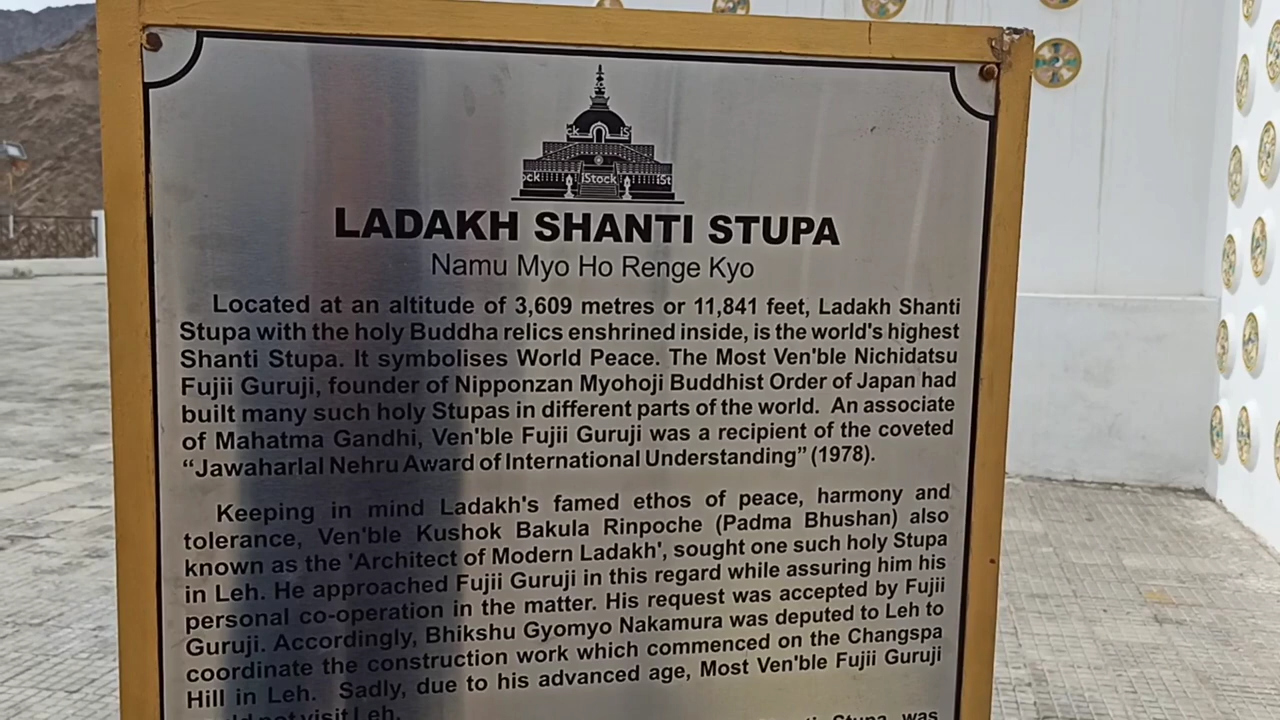 ck iS
ock iStock iSt
LADAKH SHANTI STUPA
Namu Myo Ho Renge Kyo
Located at an altitude of 3,609 metres or 11,841 feet, Ladakh Shanti
Stupa with the holy Buddha relics enshrined inside, is the world's highest
Shanti Stupa. It symbolises World Peace. The Most Ven'ble Nichidatsu
Fujii Guruji, founder of Nipponzan Myohoji Buddhist Order of Japan had
built many such holy Stupas in different parts of the world. An associate
of Mahatma Gandhi, Ven'ble Fujii Guruji was a recipient of the coveted
“Jawaharlal Nehru Award of International Understanding” (1978).
Keeping in mind Ladakh's famed ethos of peace, harmony and
tolerance, Ven'ble Kushok Bakula Rinpoche (Padma Bhushan) also
known as the 'Architect of Modern Ladakh', sought one such holy Stupa
in Leh. He approached Fujii Guruji in this regard while assuring him his
personal co-operation in the matter. His request was accepted by Fujii
Guruji. Accordingly, Bhikshu Gyomyo Nakamura was deputed to Leh to
coordinate the construction work which commenced on the Changspa
Hill in Leh. Sadly, due to his advanced age, Most Ven'ble Fujii Guruji
not visit Leh.
Stupa was